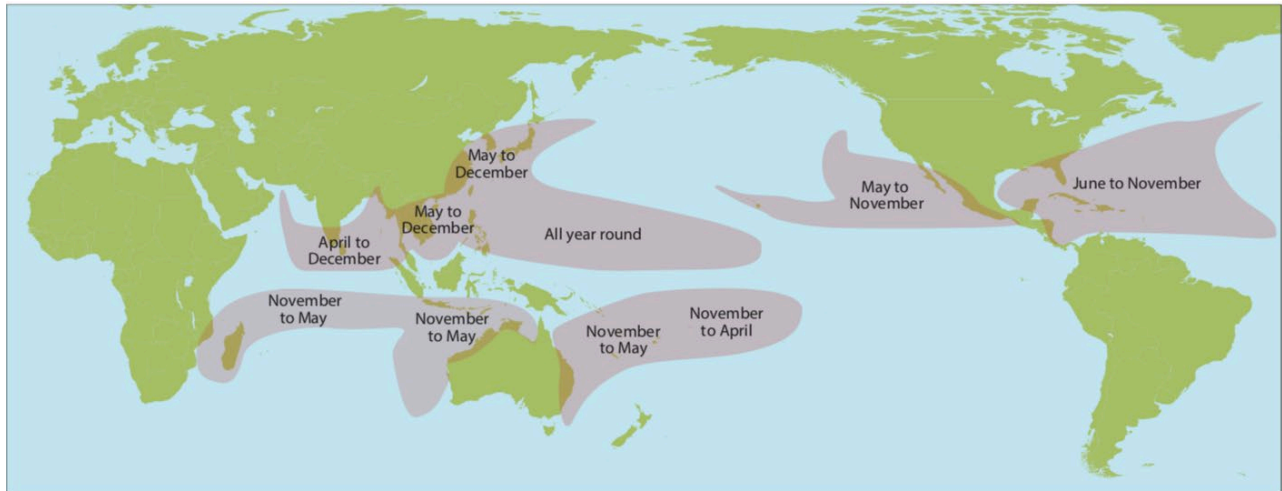 May to
December
May to
December
All year round
April to
December
May to
November
June to November
November
to May
November
to May
November
to May
November
to April